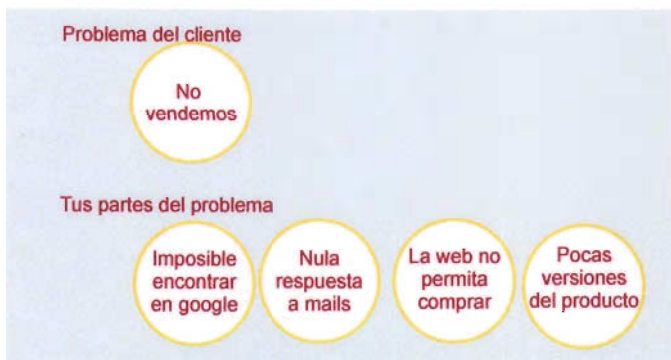 Problema del cliente
No
vendemos
Tus partes del problema
Imposible
encontrar
en google
Nula
respuesta
a mails
La web no
permita
comprar
Pocas
versiones
del producto